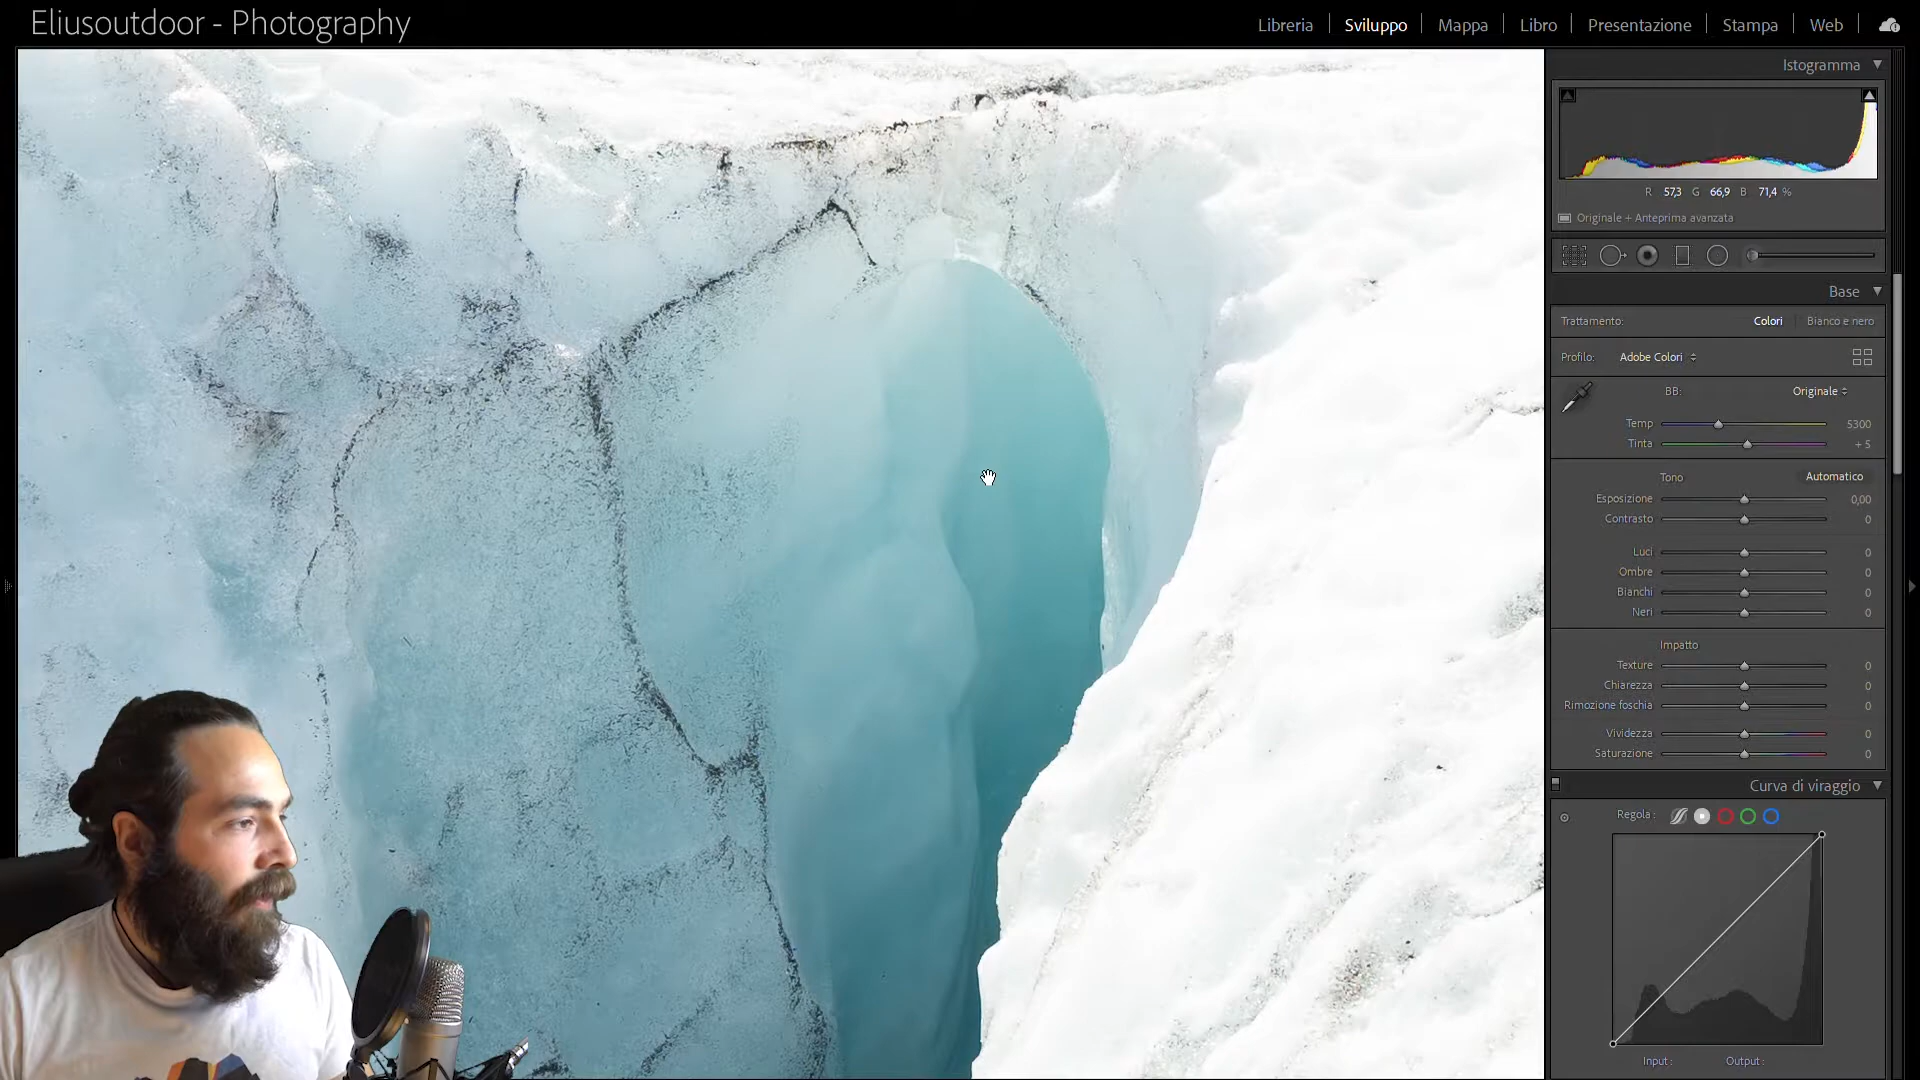 Eliusoutdoor - Photography
Libreria
Sviluppo
Mappa
Libro
Presentazione
Stampa
Web
Istogramma
R 57,3 G 66,9 B 71,4 %
Originale + Anteprima avanzata
Base
Trattamento: Colori Bianco e nero
Profilo: Adobe Colori
BB: Originale
Temp 5300
Tinta + 5
Tono Automatico
Esposizione 0,00
Contrasto 0
Luci 0
Ombre 0
Bianchi 0
Neri 0
Impatto
Texture 0
Chiarezza 0
Rimozione foschia 0
Vividezza 0
Saturazione 0
Curva di viraggio
Regola:
Input: Output: